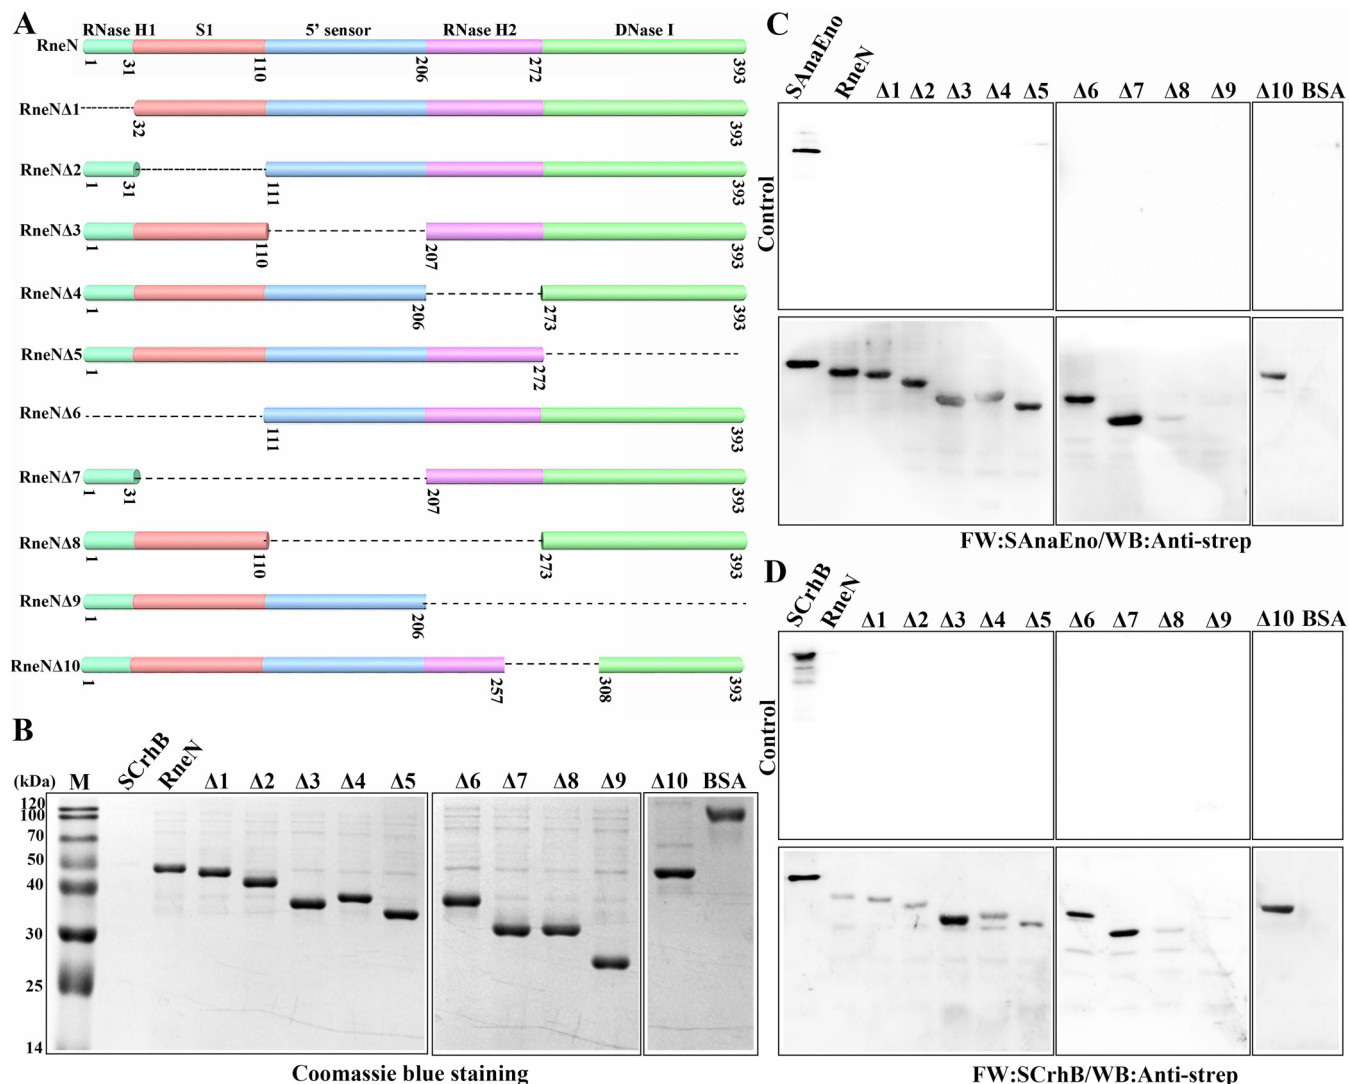 A
RNase H1 S1 5' sensor RNase H2 DNase I
RneN
1 31 110 206 272 393
RneNΔ1
32 393
RneNΔ2
1 31 111 393
RneNΔ3
1 110 207 393
RneNΔ4
1 206 273 393
RneNΔ5
1 272
RneNΔ6
111 393
RneNΔ7
1 31 207 393
RneNΔ8
1 110 273 393
RneNΔ9
1 206
RneNΔ10
1 257 308 393
B
(kDa) M SCrhB RneN Δ1 Δ2 Δ3 Δ4 Δ5 Δ6 Δ7 Δ8 Δ9 Δ10 BSA
120
100
70
50
40
30
25
14
Coomassie blue staining
C
SAnaEno RneN Δ1 Δ2 Δ3 Δ4 Δ5 Δ6 Δ7 Δ8 Δ9 Δ10 BSA
Control
FW:SAnaEno/WB:Anti-strep
D
SCrhB RneN Δ1 Δ2 Δ3 Δ4 Δ5 Δ6 Δ7 Δ8 Δ9 Δ10 BSA
Control
FW:SCrhB/WB:Anti-strep